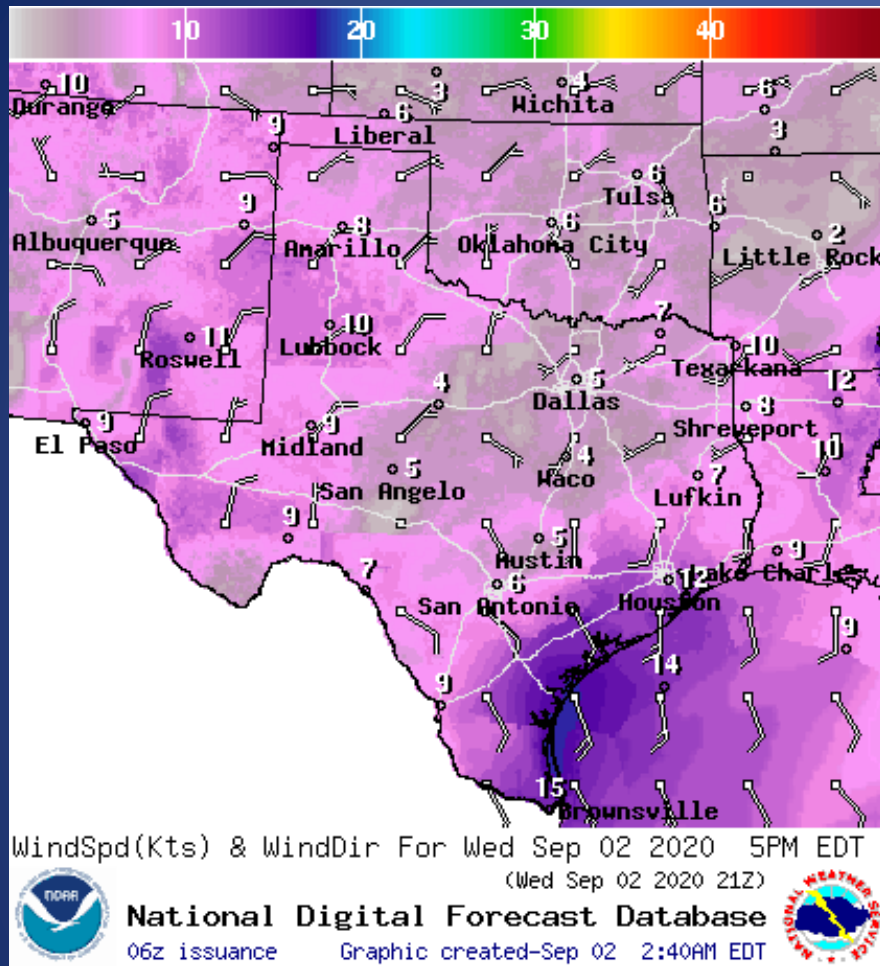 10 20 30 40
10 3 4 6
Durango Wichita
9 6 3
Liberal
6
Tulsa
5 9 8 6 6 2
Albuquerque Amarillo Oklahoma City Little Rock
11 10 7 10
Roswell Lubbock Texarkana
4 5 12
Dallas
9 9 8
El Paso Midland Shreveport
5 4 7 10
San Angelo Waco Lufkin
9 5 9
Austin Lake Charles
7 6 12
San Antonio Houston
9
14
9
15
Brownsville
WindSpd(Kts) & WindDir For Wed Sep 02 2020 5PM EDT
(Wed Sep 02 2020 21Z)
National Digital Forecast Database
06z issuance Graphic created-Sep 02 2:40AM EDT
NOAA
NATIONAL WEATHER SERVICE